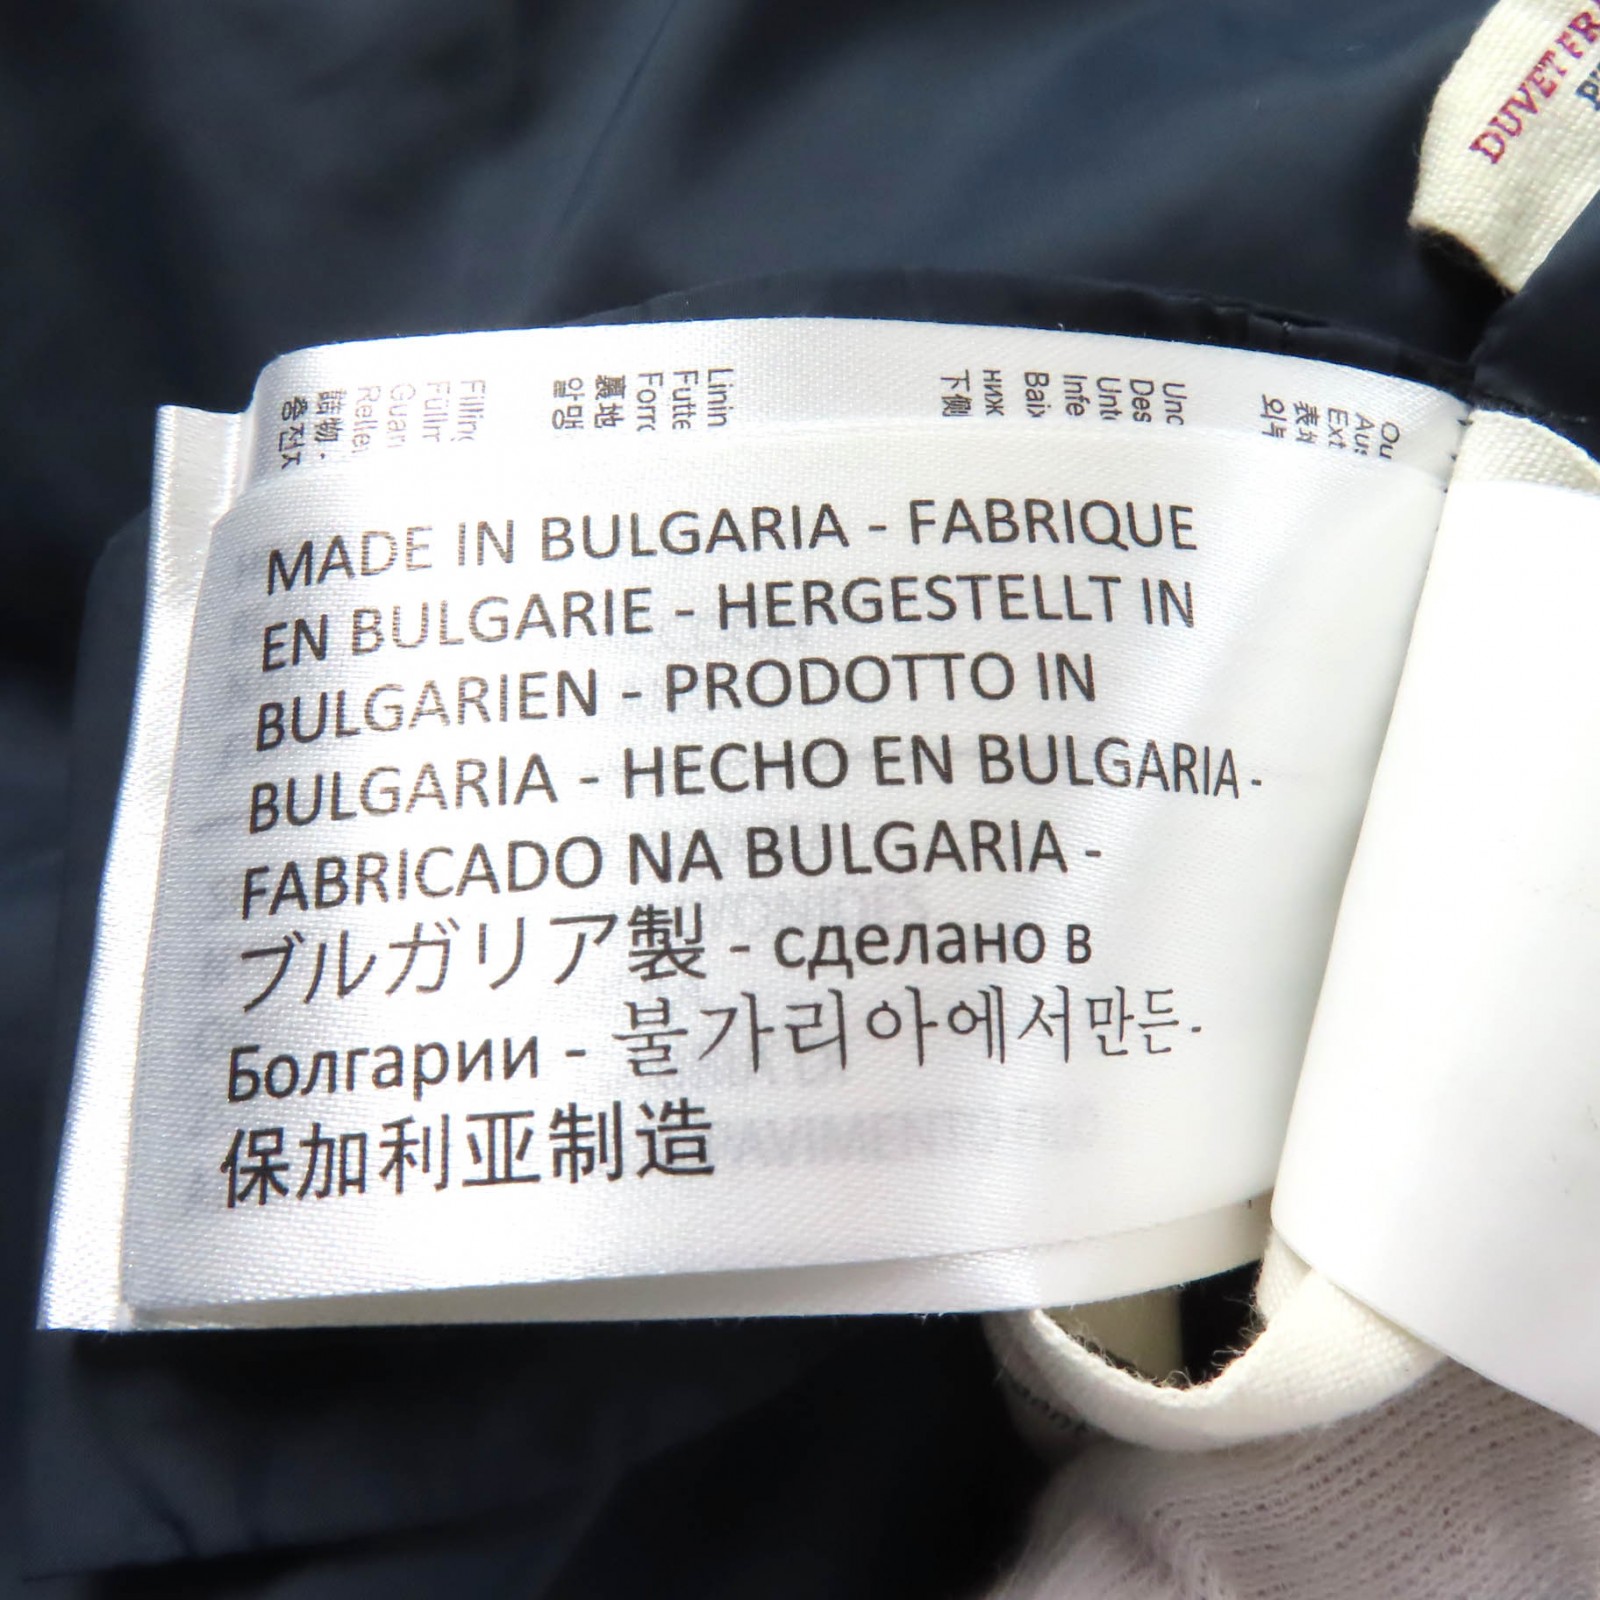 DUVET
MADE IN BULGARIA - FABRIQUE
EN BULGARIE - HERGESTELLT IN
BULGARIEN - PRODOTTO IN
BULGARIA - HECHO EN BULGARIA -
FABRICADO NA BULGARIA -
ブルガリア製 - сделано в
Болгарии - 불가리아에서만든-
保加利亚制造